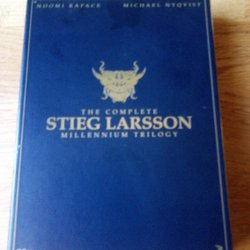 NOOMI RAPACE MICHAEL NYQVIST
THE COMPLETE
STIEG LARSSON
MILLENNIUM TRILOGY